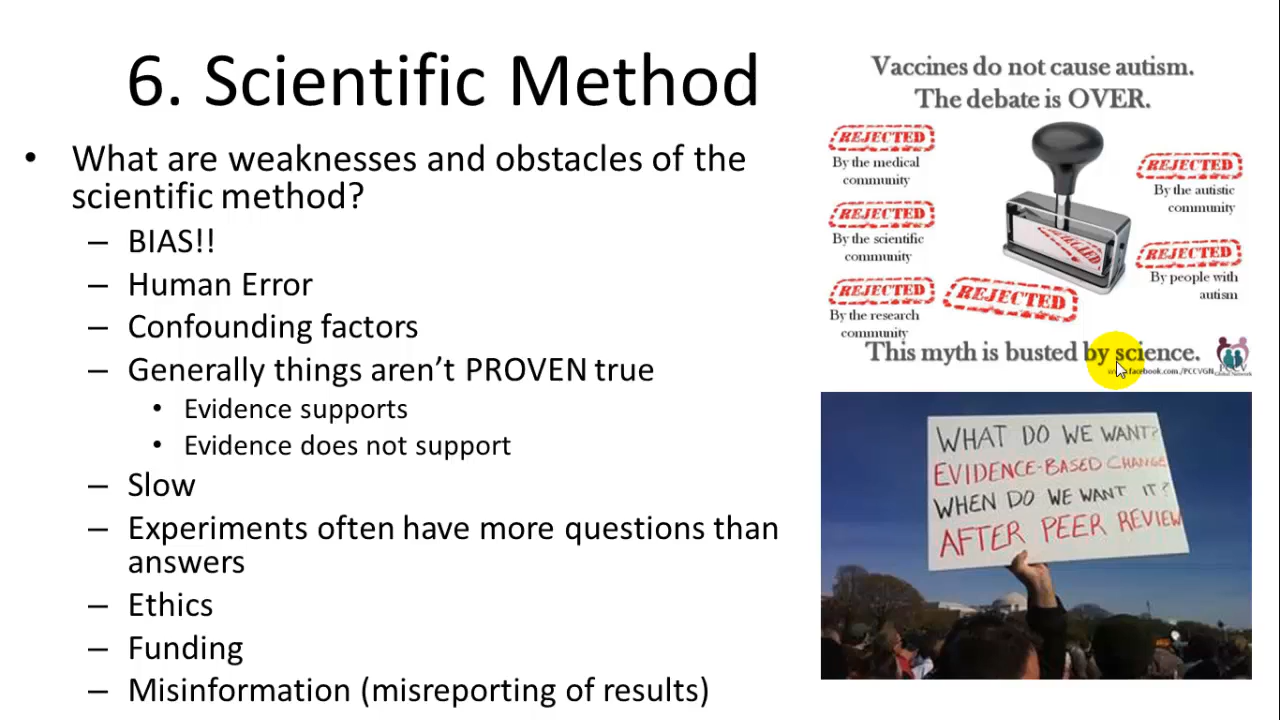 6. Scientific Method
• What are weaknesses and obstacles of the
scientific method?
– BIAS!!
– Human Error
– Confounding factors
– Generally things aren't PROVEN true
• Evidence supports
• Evidence does not support
– Slow
– Experiments often have more questions than
answers
– Ethics
– Funding
– Misinformation (misreporting of results)
Vaccines do not cause autism.
The debate is OVER.
REJECTED
By the medical
community
REJECTED
By the scientific
community
REJECTED
By the research
community
REJECTED
REJECTED
REJECTED
By the autistic
community
REJECTED
By people with
autism
This myth is busted by science.
facebook.com/PCCVGN
PCCV
Global Network
WHAT DO WE WANT?
EVIDENCE-BASED CHANGE
WHEN DO WE WANT IT?
AFTER PEER REVIEW